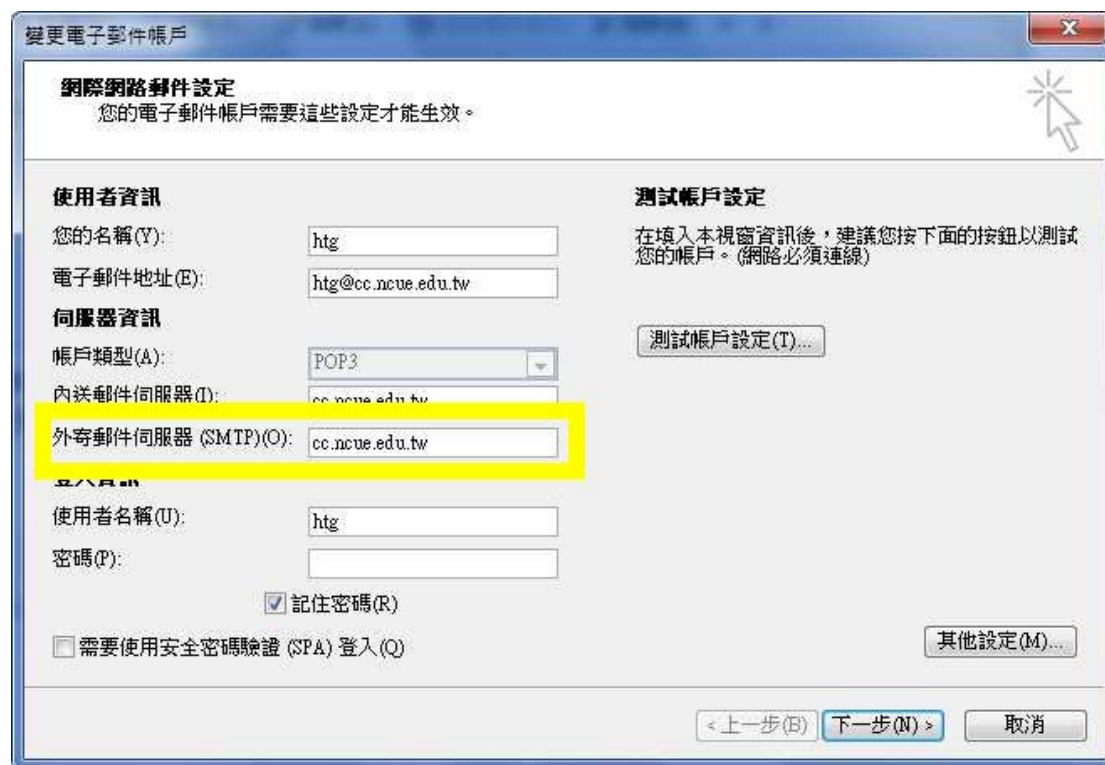 變更電子郵件帳戶
網際網路郵件設定
您的電子郵件帳戶需要這些設定才能生效。
使用者資訊
您的名稱(Y):
htg
電子郵件地址(E):
htg@cc.ncue.edu.tw
伺服器資訊
帳戶類型(A):
POP3
內送郵件伺服器(I):
cc.ncue.edu.tw
外寄郵件伺服器 (SMTP)(O):
cc.ncue.edu.tw
登入資訊
使用者名稱(U):
htg
密碼(P):
記住密碼(R)
需要使用安全密碼驗證 (SPA) 登入(Q)
測試帳戶設定
在填入本視窗資訊後，建議您按下面的按鈕以測試
您的帳戶。(網路必須連線)
測試帳戶設定(T)...
其他設定(M)...
<上一步(B)
下一步(N) >
取消